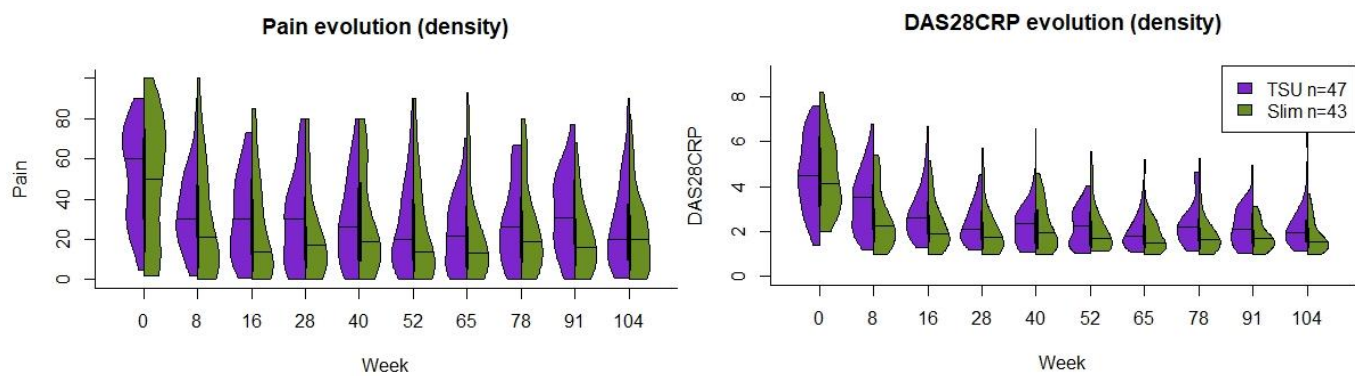 Pain evolution (density)
Pain
80
60
40
20
0
0 8 16 28 40 52 65 78 91 104
Week
DAS28CRP evolution (density)
DAS28CRP
8
6
4
2
0
TSU n=47
Slim n=43
0 8 16 28 40 52 65 78 91 104
Week